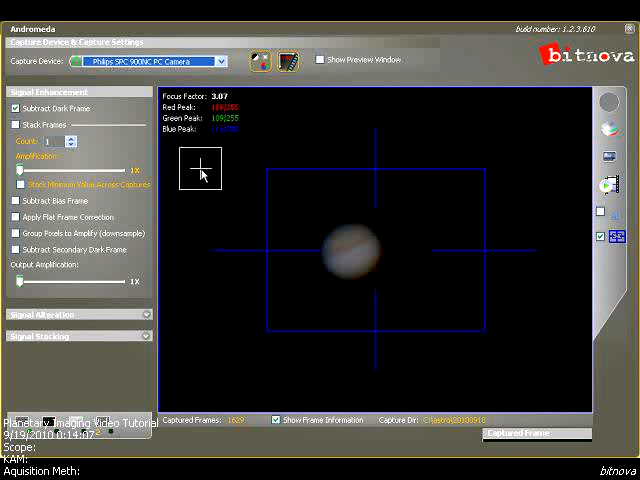 Andromeda
build number: 1.2.3.610
Capture Device & Capture Settings
Capture Device:
Philips SPC 900NC PC Camera
Show Preview Window
bitnova
Signal Enhancement
Subtract Dark Frame
Stack Frames
Count: 1
Amplification:
1X
Stack Minimum Value Across Captures
Subtract Bias Frame
Apply Flat Frame Correction
Group Pixels to Amplify (downsample)
Subtract Secondary Dark Frame
Output Amplification:
1X
Signal Alteration
Signal Stacking
Focus Factor: 3.07
Red Peak: 109/255
Green Peak: 109/255
Blue Peak:
Captured Frames: 1629
Show Frame Information
Capture Dir: C:\astro\20100918
Captured Frame
Planetary Imaging Video Tutorial
9/19/2010 0:14:07
Scope:
KAM:
Aquisition Meth:
bitnova